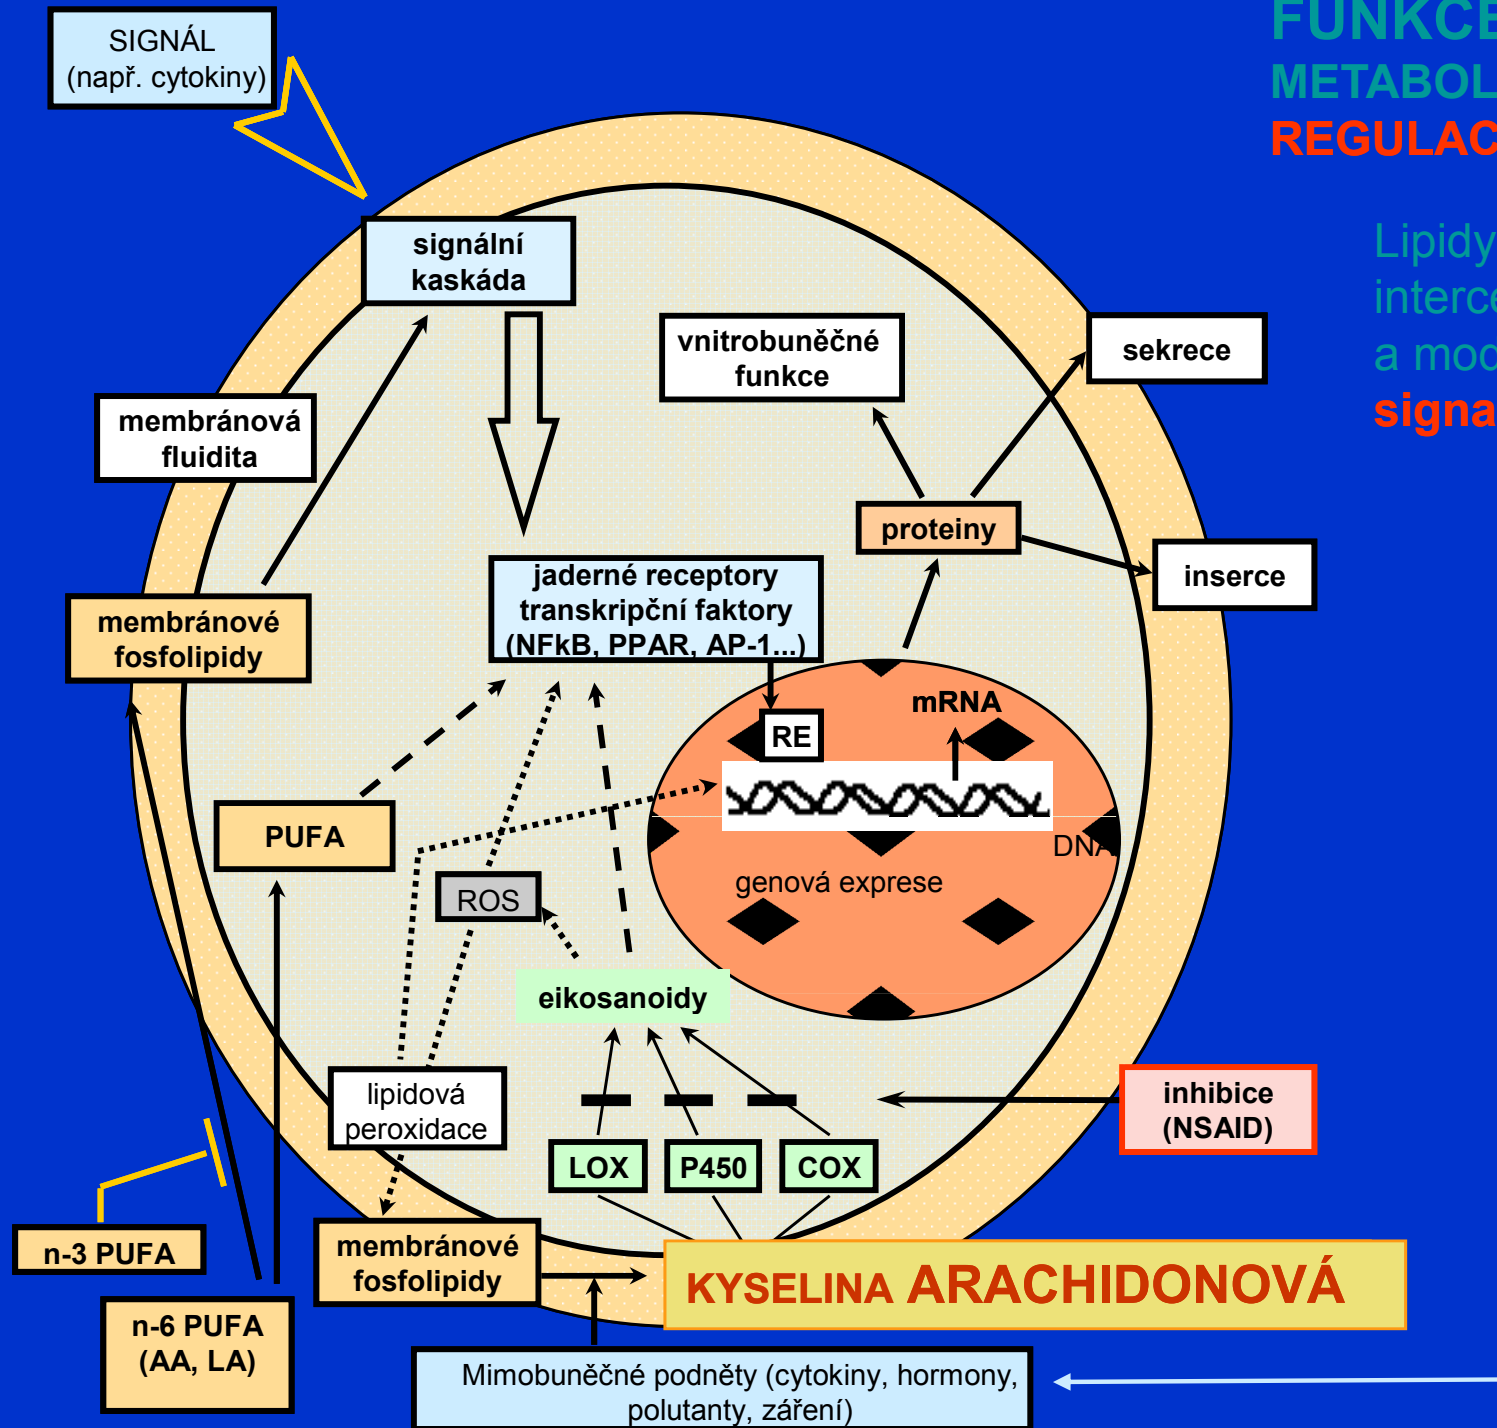 SIGNÁL
(např. cytokiny)
FUNKCE
METABOL
REGULAC
Lipidy
interce
a mod
signa
signální
kaskáda
vnitrobuněčné
funkce
sekrece
membránová
fluidita
proteiny
inserce
jaderné receptory
transkripční faktory
(NFkB, PPAR, AP-1...)
membránové
fosfolipidy
mRNA
RE
PUFA
DNA
genová exprese
ROS
eikosanoidy
lipidová
peroxidace
inhibice
(NSAID)
LOX
P450
COX
n-3 PUFA
membránové
fosfolipidy
KYSELINA ARACHIDONOVÁ
n-6 PUFA
(AA, LA)
Mimobuněčné podněty (cytokiny, hormony,
polutanty, záření)